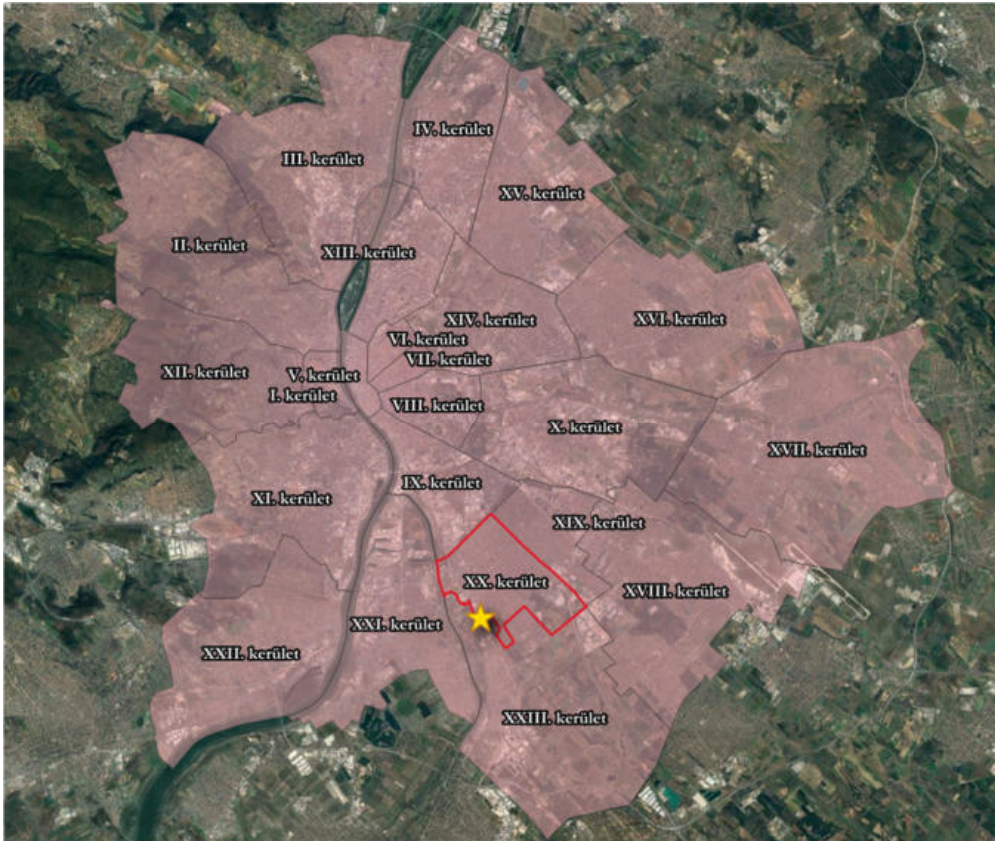 IV. kerület
III. kerület
XV. kerület
II. kerület
XIII. kerület
XIV. kerület
XVI. kerület
VI. kerület
VII. kerület
XII. kerület
V. kerület
I. kerület
VIII. kerület
X. kerület
XVII. kerület
IX. kerület
XI. kerület
XIX. kerület
XX. kerület
XVIII. kerület
XXI. kerület
XXII. kerület
XXIII. kerület